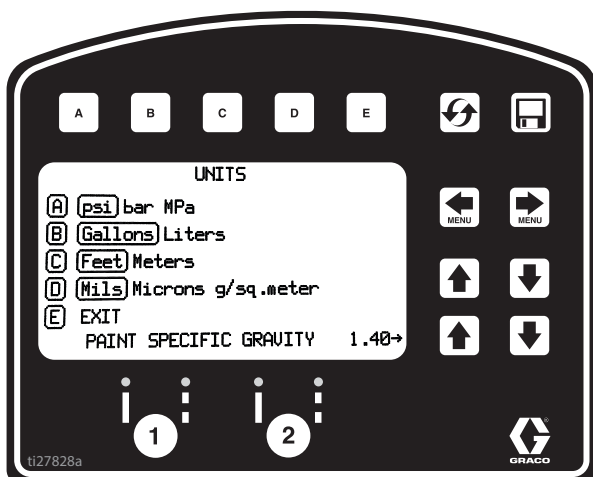 A B C D E
UNITS
A psi bar MPa
B Gallons Liters
C Feet Meters
D Mils Microns g/sq.meter
E EXIT
PAINT SPECIFIC GRAVITY 1.40→
MENU MENU
1 2
ti27828a
GRACO